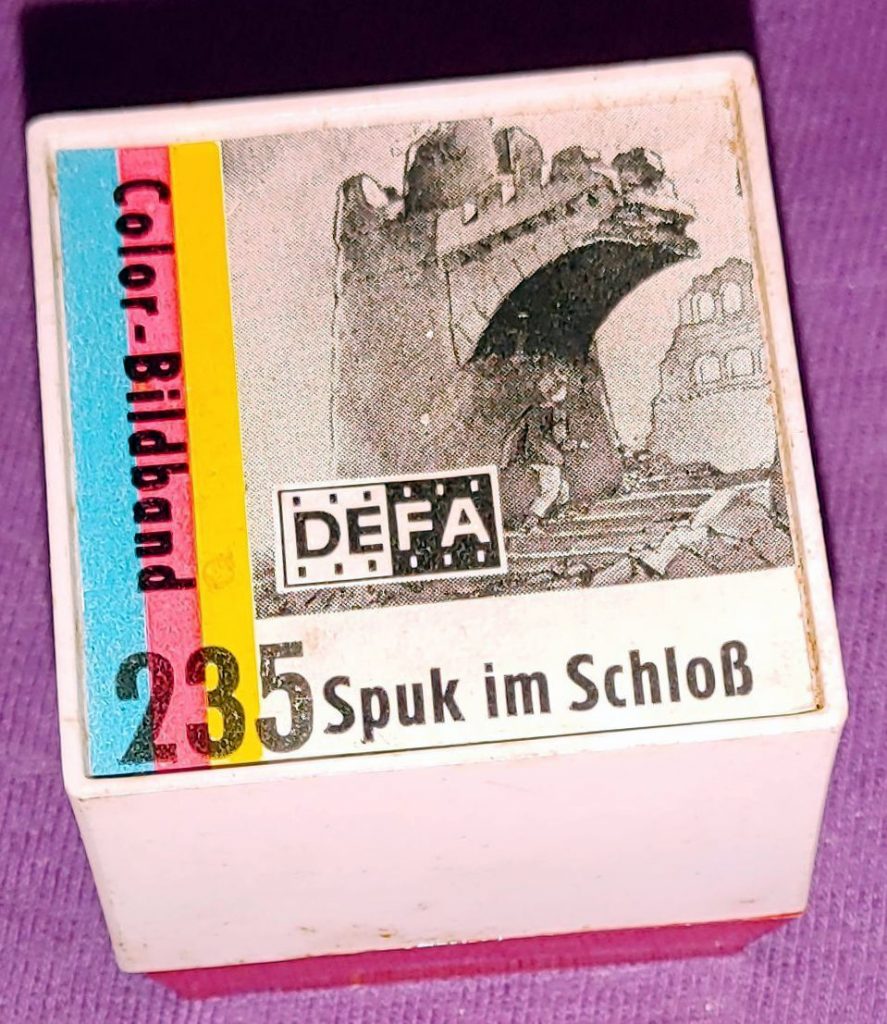 Color-Bildband
DEFA
235 Spuk im Schloß